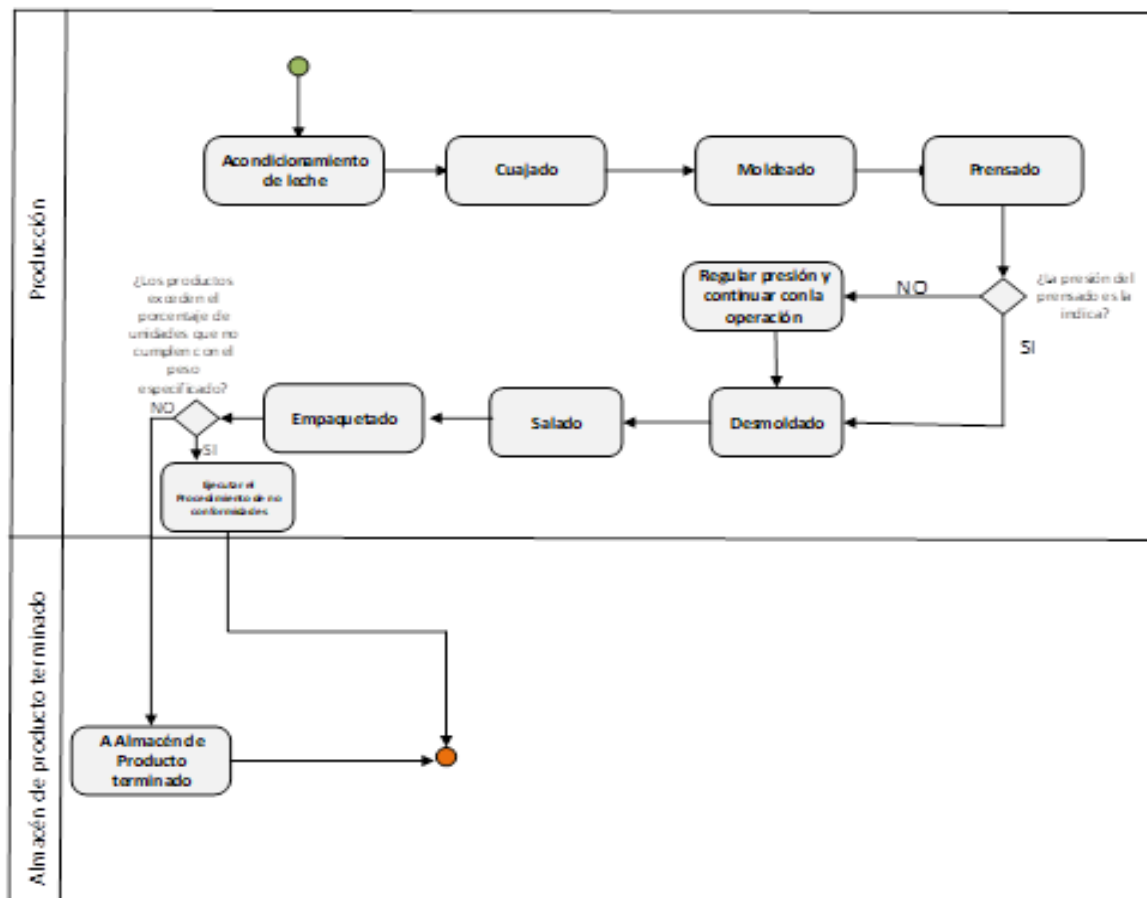 Producción
Acondicionamiento
de leche
Cuajado
Moldeado
Prensado
¿La presión del
prensado es la
indica?
NO
SI
Regular presión y
continuar con la
operación
Desmoldado
Salado
Empaquetado
¿Los productos
exceden el
porcentaje de
unidades que no
cumplen con el
peso
especificado?
NO
SI
Ejecutar el
Procedimiento de no
conformidades
Almacén de producto terminado
A Almacén de
Producto
terminado